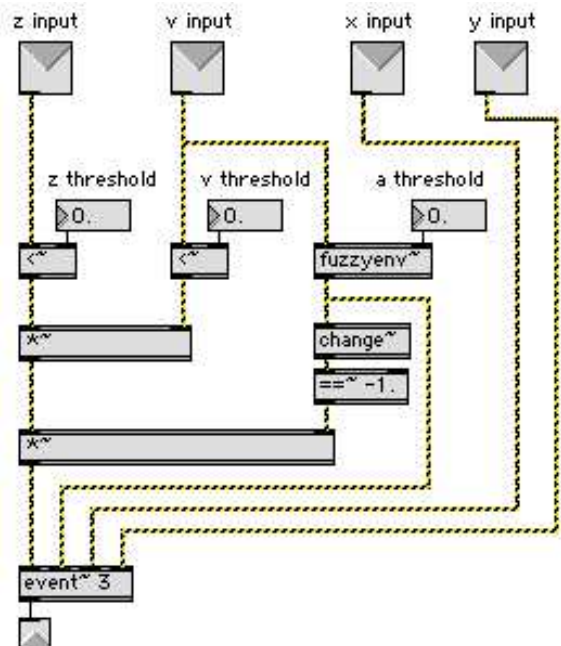 z input v input x input y input
z threshold v threshold a threshold
0. 0. 0.
<~ <~ fuzzyenv~
*~ change~
==~ -1.
*~
event~ 3